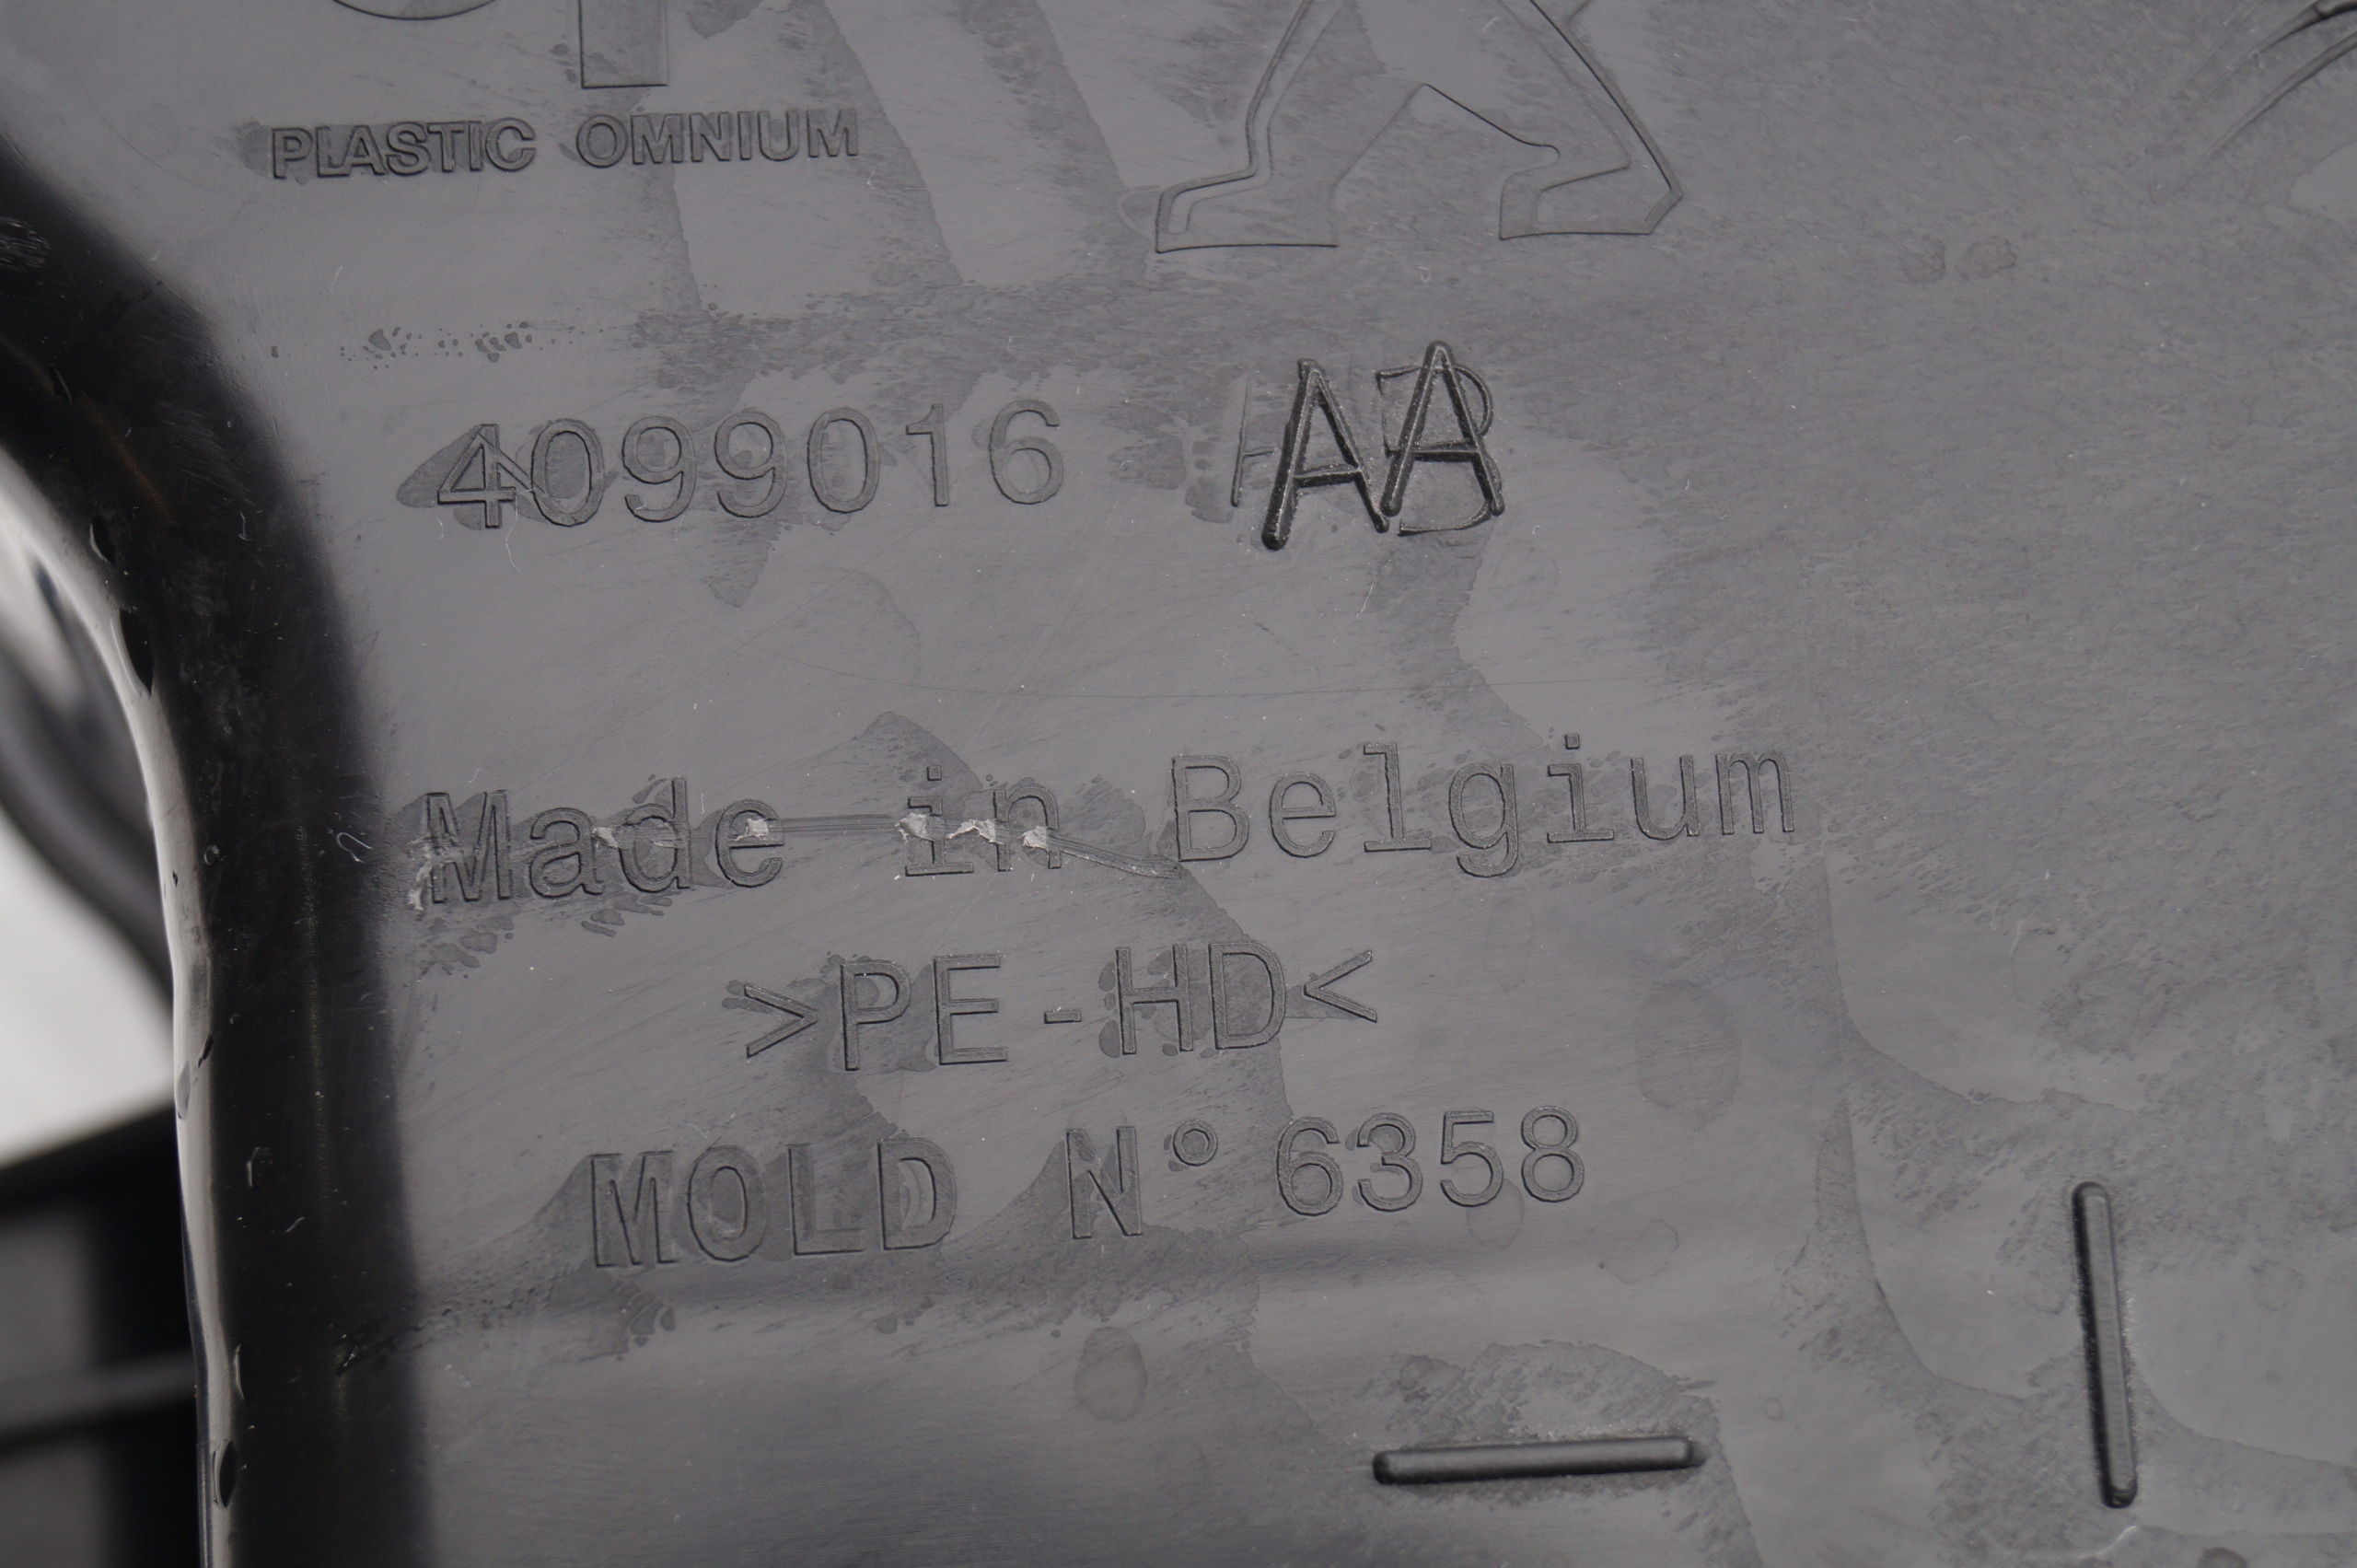 PLASTIC OMNIUM
4099016 AA
Made in Belgium
>PE-HD<
MOLD N°6358